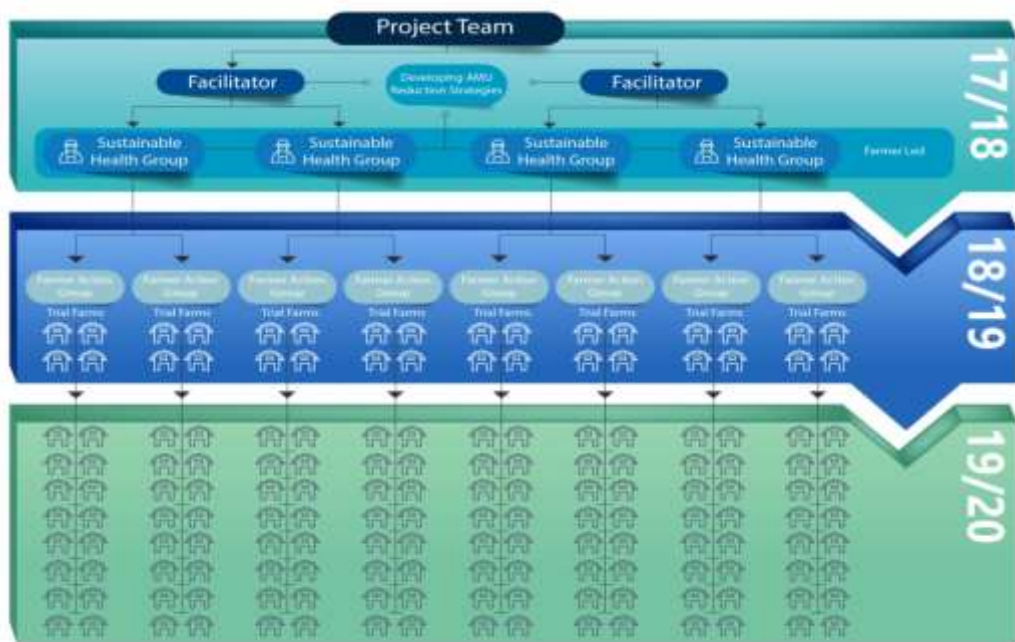 Project Team
Facilitator
Developing AMU
Reduction Strategies
Facilitator
Sustainable
Health Group
Sustainable
Health Group
Sustainable
Health Group
Sustainable
Health Group
Farmer Led
17/18
Farmer Action
Group
Farmer Action
Group
Farmer Action
Group
Farmer Action
Group
Farmer Action
Group
Farmer Action
Group
Farmer Action
Group
Farmer Action
Group
Trial Farms
Trial Farms
Trial Farms
Trial Farms
Trial Farms
Trial Farms
Trial Farms
Trial Farms
18/19
19/20